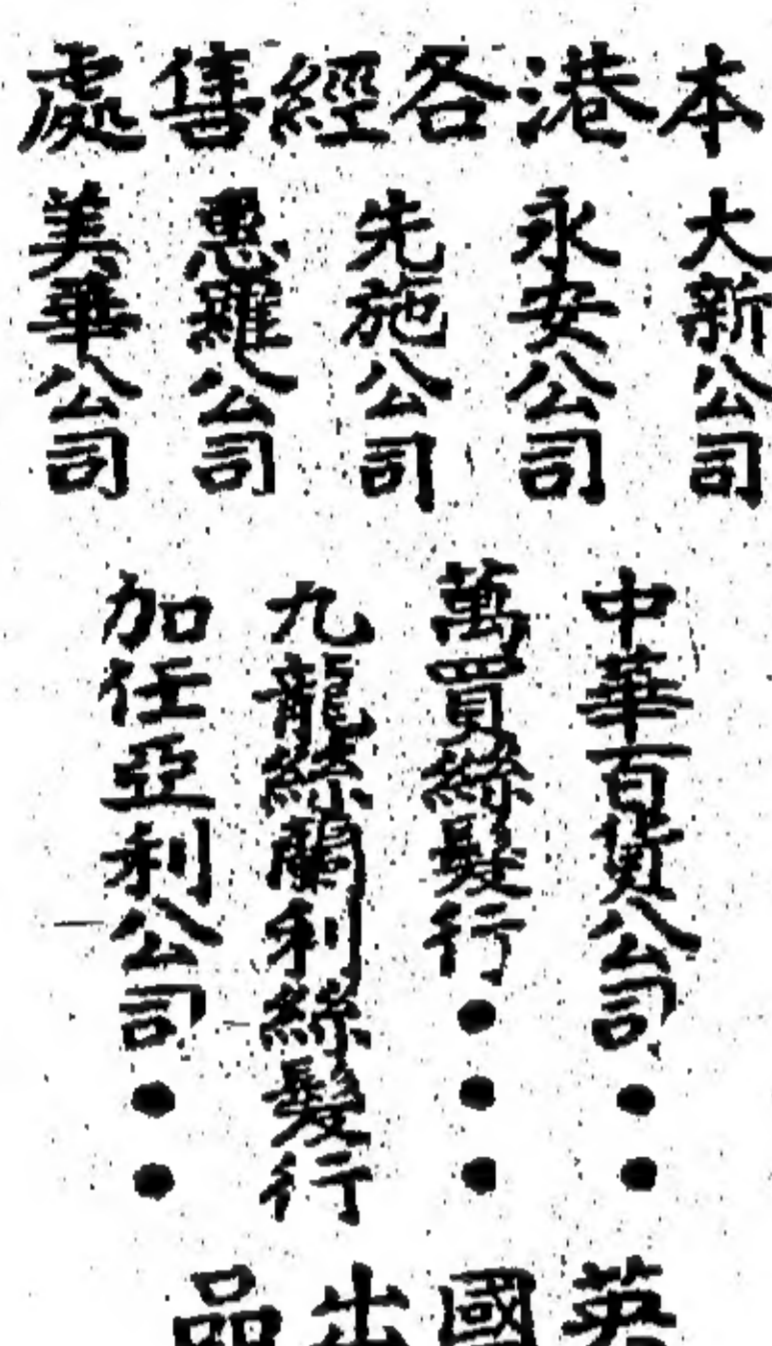 本港各經售處
大新公司
永安公司
先施公司
惠羅公司
美華公司
中華百貨公司··
萬買絲髮行···
九龍絲蘭利絲髮行
加任亞利公司··
英國出品